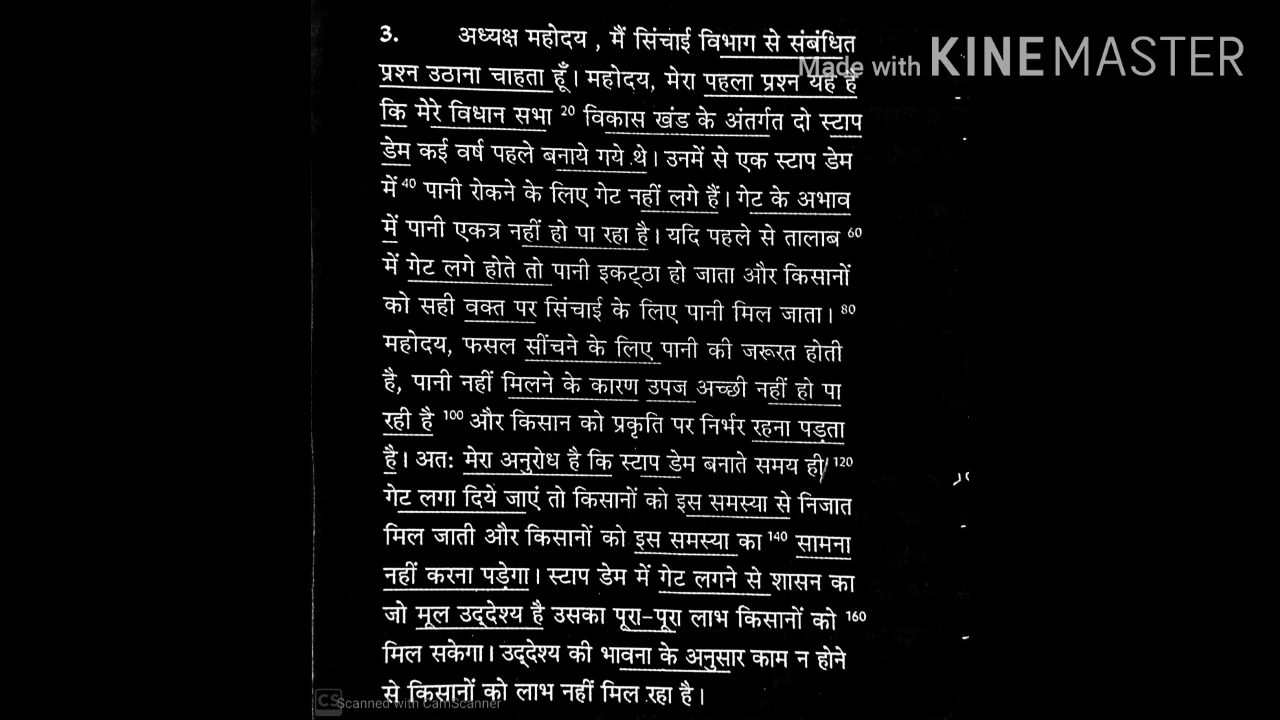 3. अध्यक्ष महोदय, मैं सिंचाई विभाग से संबंधित
Made with KINEMASTER
प्रश्न उठाना चाहता हूँ। महोदय, मेरा पहला प्रश्न यह है
कि मेरे विधान सभा 20 विकास खंड के अंतर्गत दो स्टाप
डेम कई वर्ष पहले बनाये गये थे। उनमें से एक स्टाप डेम
में 40 पानी रोकने के लिए गेट नहीं लगे हैं। गेट के अभाव
में पानी एकत्र नहीं हो पा रहा है। यदि पहले से तालाब 60
में गेट लगे होते तो पानी इकट्ठा हो जाता और किसानों
को सही वक्त पर सिंचाई के लिए पानी मिल जाता। 80
महोदय, फसल सींचने के लिए पानी की जरूरत होती
है, पानी नहीं मिलने के कारण उपज अच्छी नहीं हो पा
रही है 100 और किसान को प्रकृति पर निर्भर रहना पड़ता
है। अतः मेरा अनुरोध है कि स्टाप डेम बनाते समय ही/ 120
गेट लगा दिये जाएं तो किसानों को इस समस्या से निजात
मिल जाती और किसानों को इस समस्या का 140 सामना
नहीं करना पड़ेगा। स्टाप डेम में गेट लगने से शासन का
जो मूल उद्देश्य है उसका पूरा-पूरा लाभ किसानों को 160
मिल सकेगा। उद्देश्य की भावना के अनुसार काम न होने
से किसानों को लाभ नहीं मिल रहा है।
CS Scanned with CamScanner